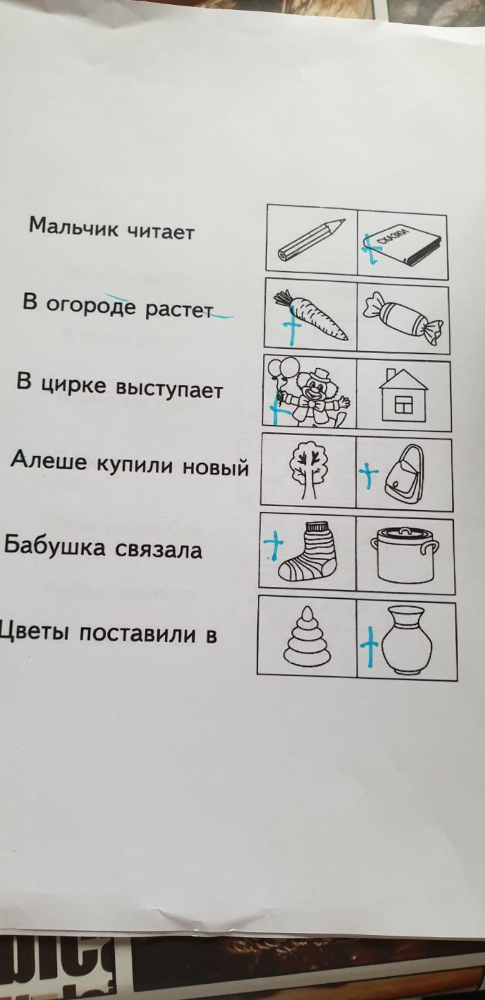 Мальчик читает
СКАЗКИ
В огороде растет
В цирке выступает
Алеше купили новый
Бабушка связала
Цветы поставили в